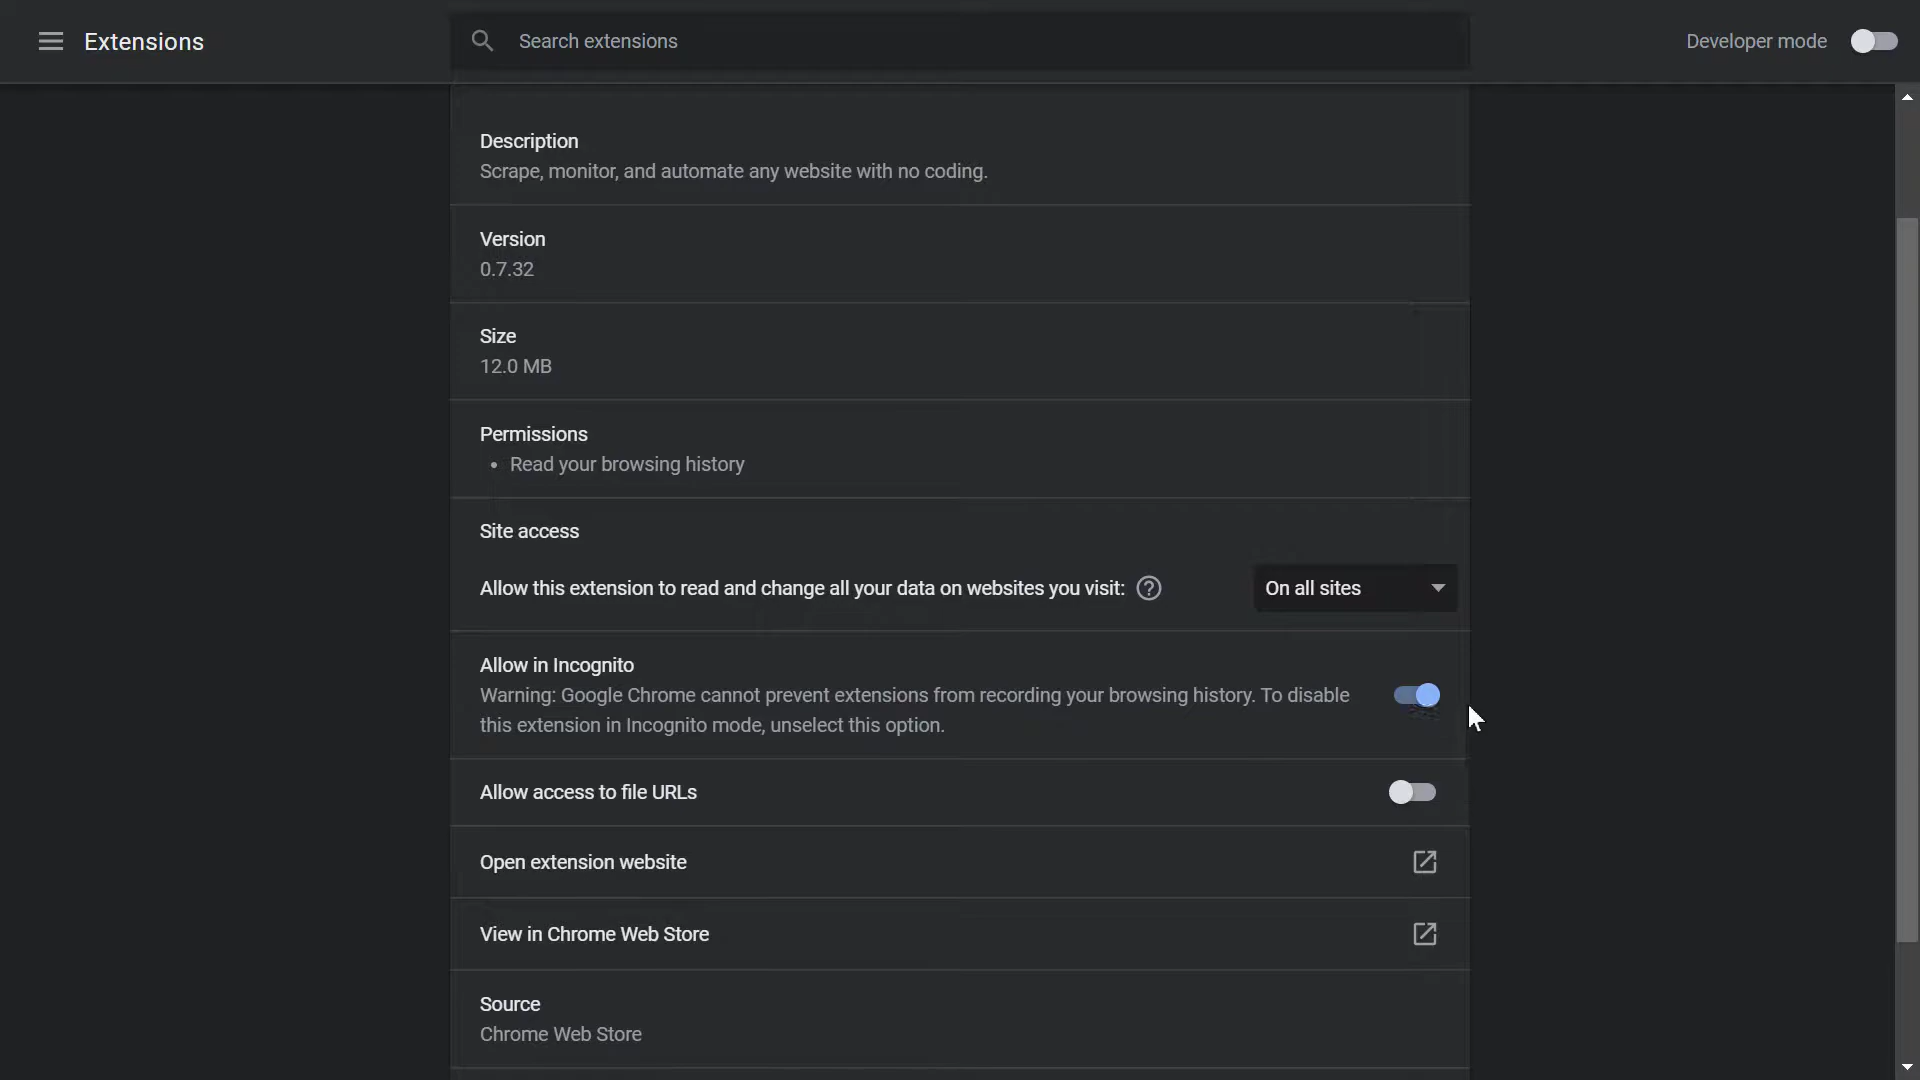 Extensions
Search extensions
Developer mode
Description
Scrape, monitor, and automate any website with no coding.
Version
0.7.32
Size
12.0 MB
Permissions
• Read your browsing history
Site access
Allow this extension to read and change all your data on websites you visit:
On all sites
Allow in Incognito
Warning: Google Chrome cannot prevent extensions from recording your browsing history. To disable
this extension in Incognito mode, unselect this option.
Allow access to file URLs
Open extension website
View in Chrome Web Store
Source
Chrome Web Store